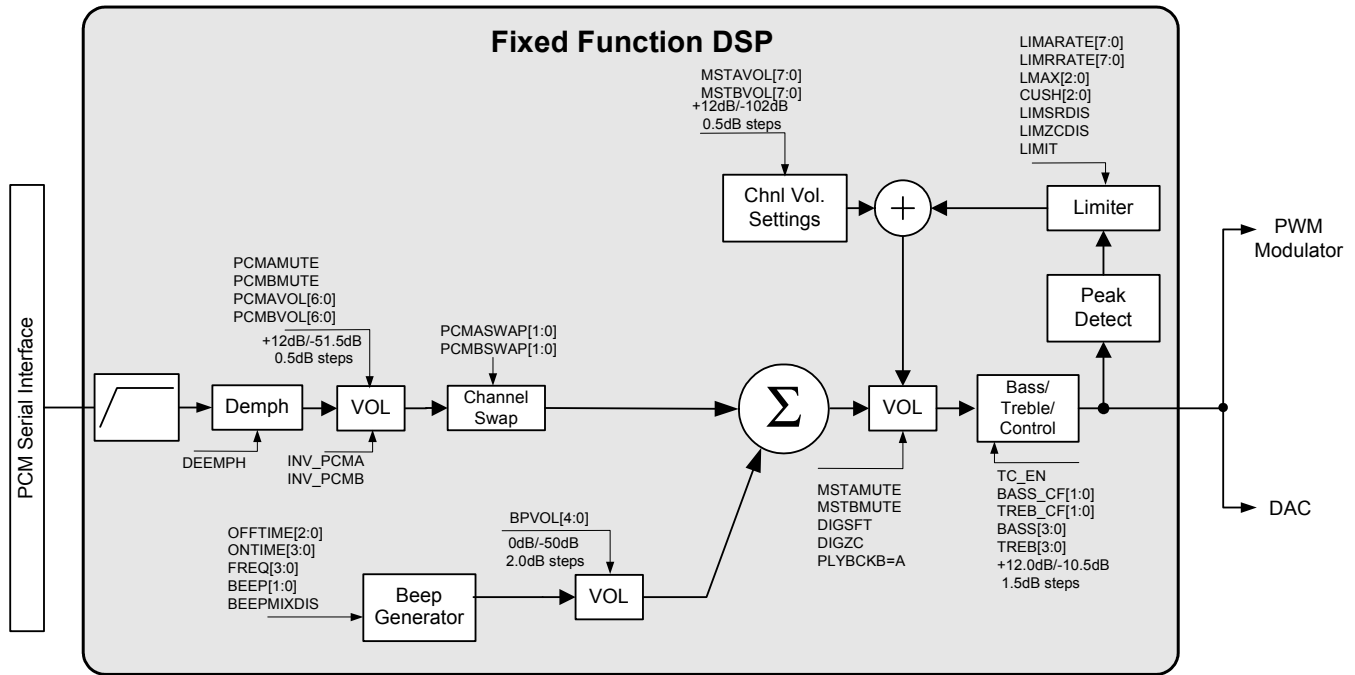 Fixed Function DSP
MSTAVOL[7:0]
MSTBVOL[7:0]
+12dB/-102dB
0.5dB steps
LIMARATE[7:0]
LIMRRATE[7:0]
LMAX[2:0]
CUSH[2:0]
LIMSRDIS
LIMZCDIS
LIMIT
Chnl Vol.
Settings
+
Limiter
PWM
Modulator
Peak
Detect
PCM Serial Interface
PCMAMUTE
PCMBMUTE
PCMAVOL[6:0]
PCMBVOL[6:0]
+12dB/-51.5dB
0.5dB steps
PCMASWAP[1:0]
PCMBSWAP[1:0]
Demph
VOL
Channel
Swap
Σ
VOL
Bass/
Treble/
Control
DEEMPH
INV_PCMA
INV_PCMB
MSTAMUTE
MSTBMUTE
DIGSFT
DIGZC
PLYBCKB=A
TC_EN
BASS_CF[1:0]
TREB_CF[1:0]
BASS[3:0]
TREB[3:0]
+12.0dB/-10.5dB
1.5dB steps
DAC
OFFTIME[2:0]
ONTIME[3:0]
FREQ[3:0]
BEEP[1:0]
BEEPMIXDIS
BPVOL[4:0]
0dB/-50dB
2.0dB steps
Beep
Generator
VOL